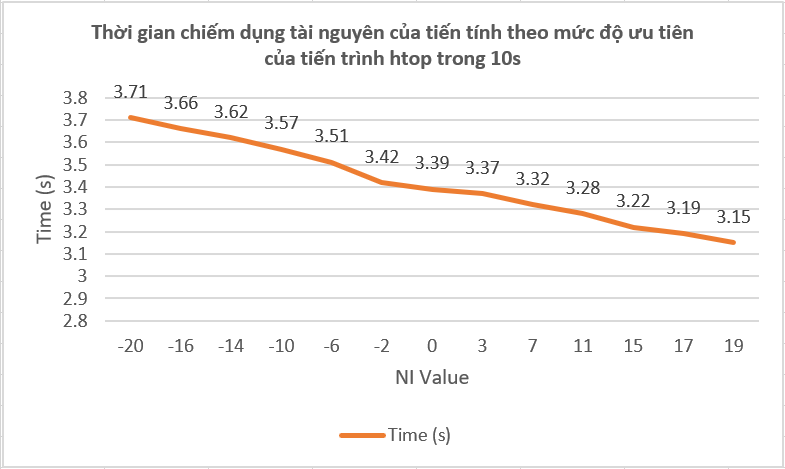 Thời gian chiếm dụng tài nguyên của tiến tính theo mức độ ưu tiên
của tiến trình htop trong 10s
3.71 3.66 3.62 3.57 3.51 3.42 3.39 3.37 3.32 3.28 3.22 3.19 3.15
3.8
3.7
3.6
3.5
3.4
3.3
3.2
3.1
3
2.9
2.8
Time (s)
-20 -16 -14 -10 -6 -2 0 3 7 11 15 17 19
NI Value
Time (s)